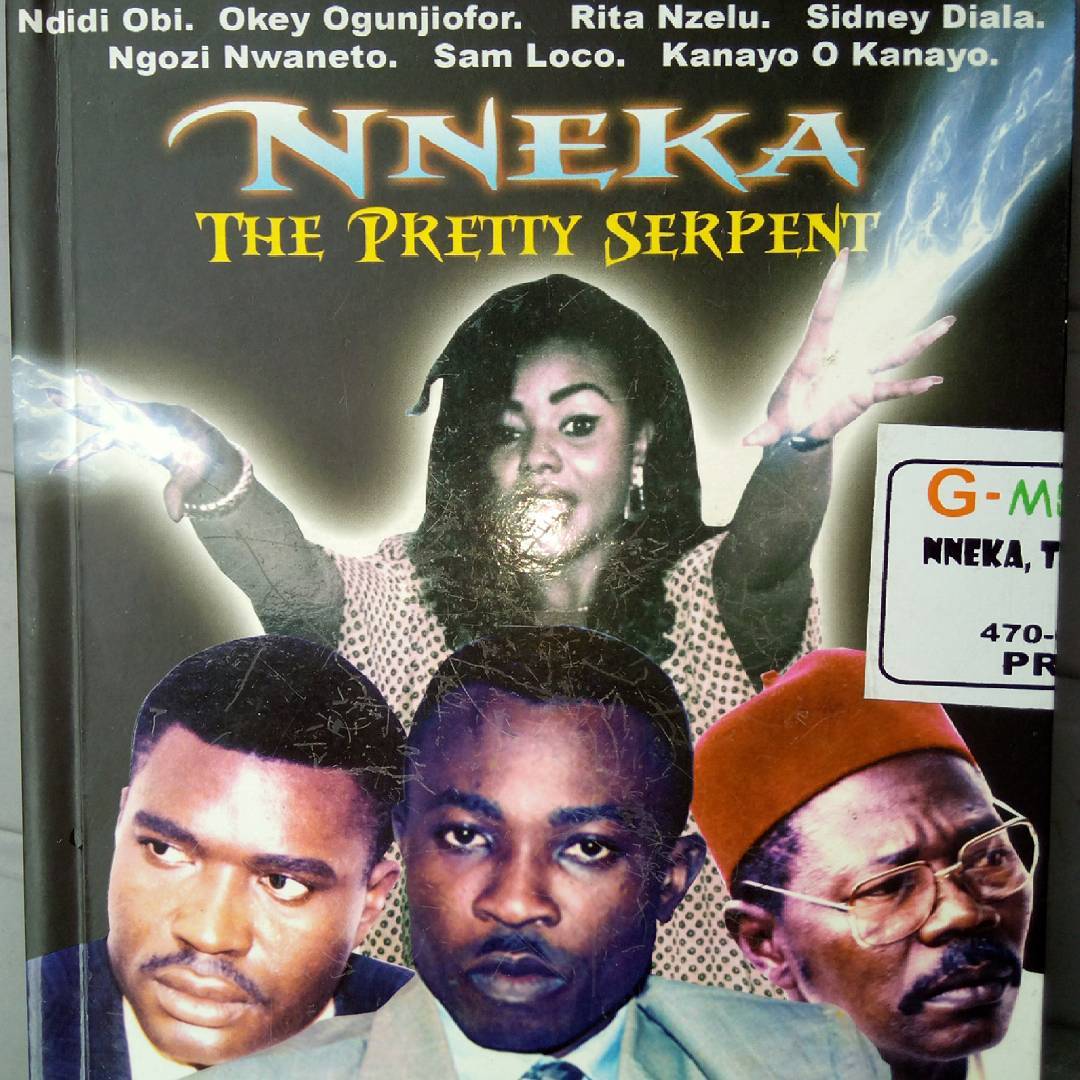 Ndidi Obi. Okey Ogunjiofor. Rita Nzelu. Sidney Diala.
Ngozi Nwaneto. Sam Loco. Kanayo O Kanayo.
NNEKA
THE PRETTY SERPENT
G-
NNEKA, T
470-
PR